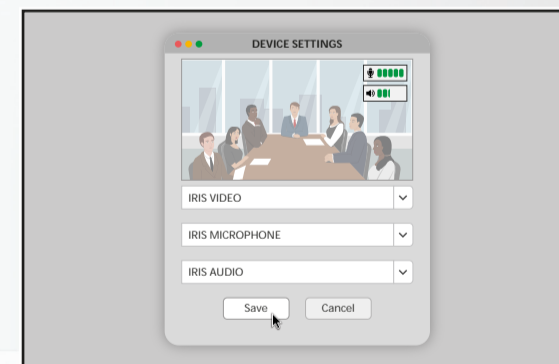 DEVICE SETTINGS
IRIS VIDEO
IRIS MICROPHONE
IRIS AUDIO
Save
Cancel